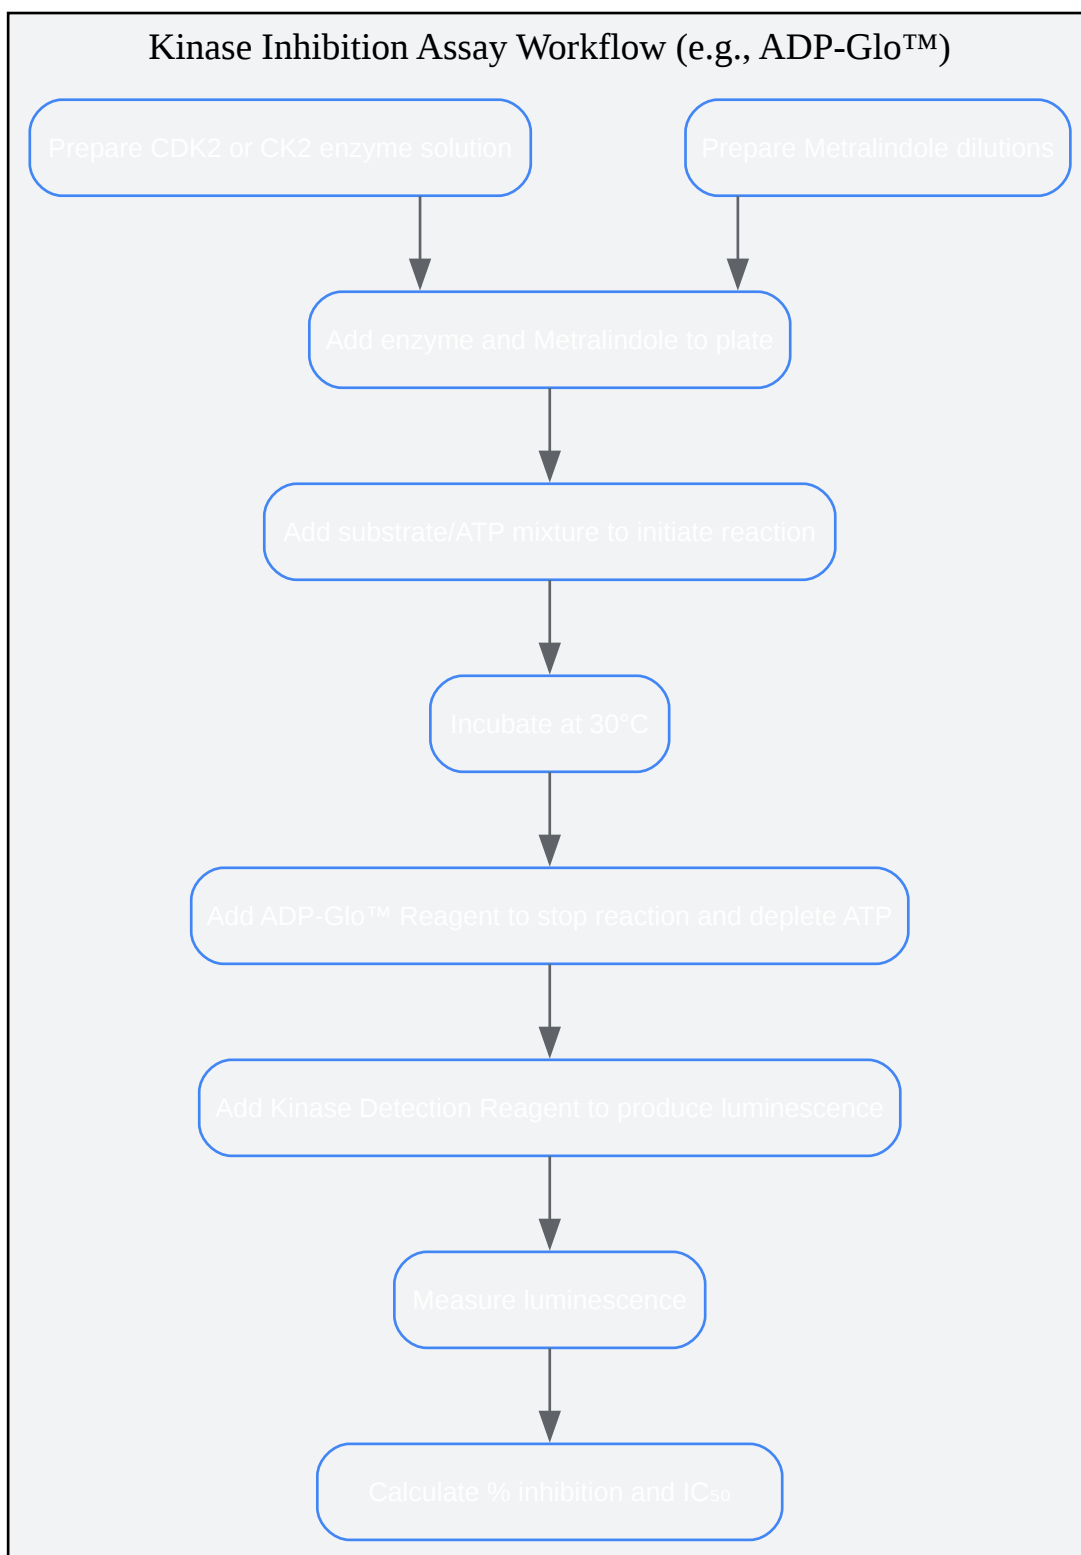 Kinase Inhibition Assay Workflow (e.g., ADP-Glo™)
Prepare CDK2 or CK2 enzyme solution
Prepare Metralindole dilutions
Add enzyme and Metralindole to plate
Add substrate/ATP mixture to initiate reaction
Incubate at 30°C
Add ADP-Glo™ Reagent to stop reaction and deplete ATP
Add Kinase Detection Reagent to produce luminescence
Measure luminescence
Calculate % inhibition and IC₅₀